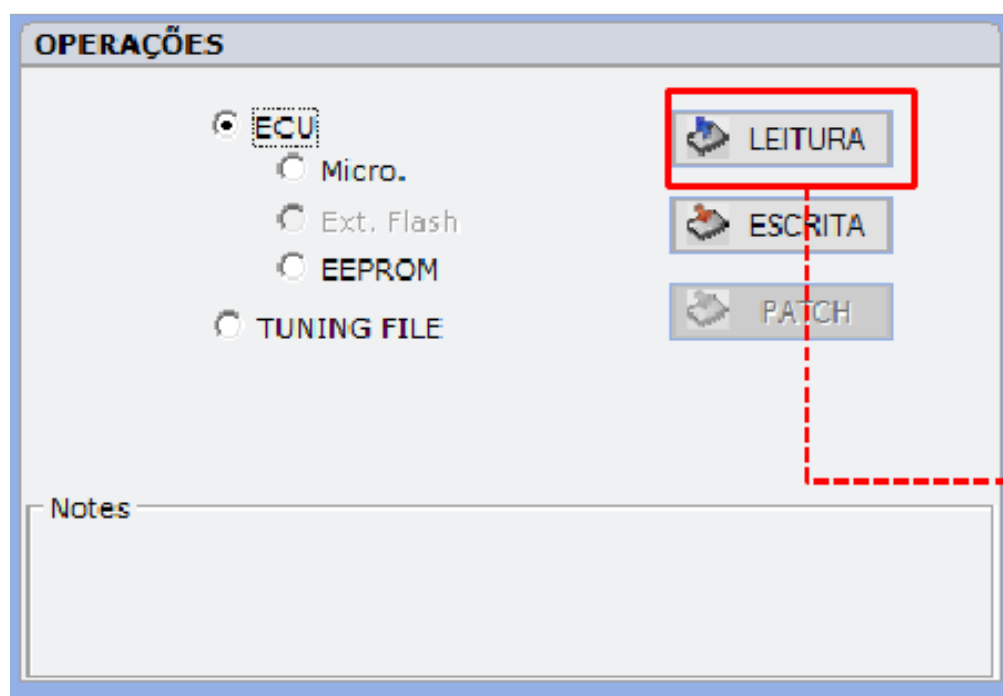 OPERAÇÕES
ECU
LEITURA
Micro.
Ext. Flash
ESCRITA
EEPROM
TUNING FILE
PATCH
Notes